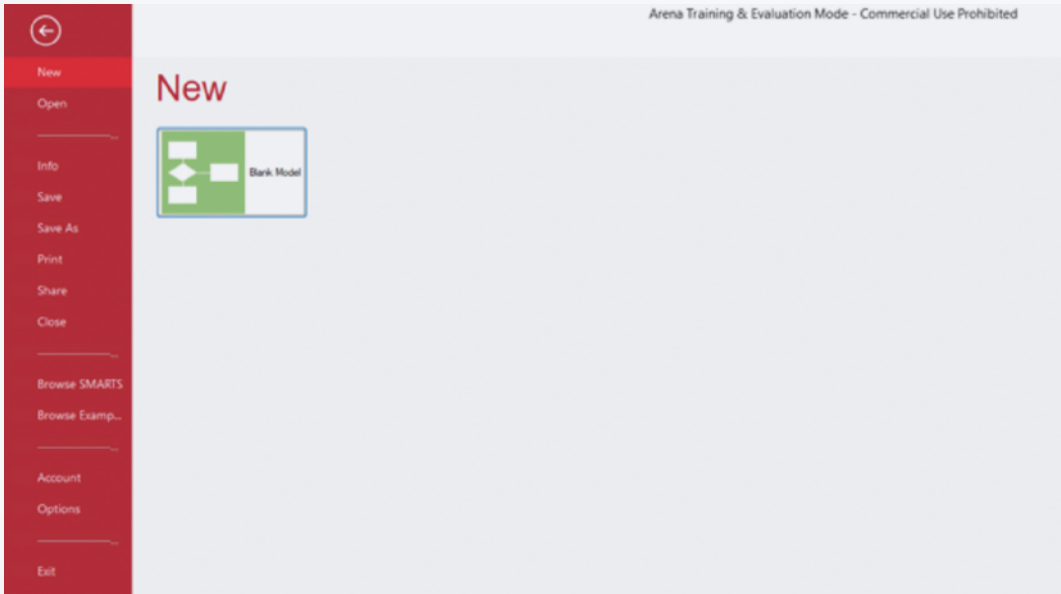 Arena Training & Evaluation Mode - Commercial Use Prohibited
New
Open
Info
Save
Save As
Print
Share
Close
Browse SMARTS
Browse Examp...
Account
Options
Exit
New
Blank Model